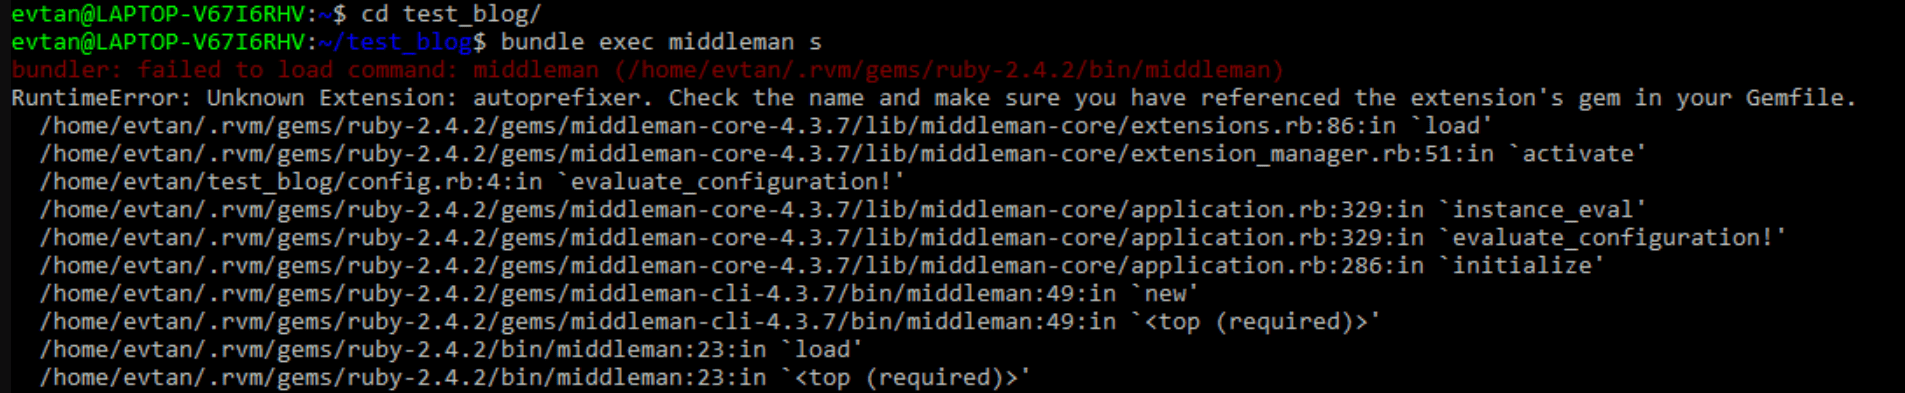 evtan@LAPTOP-V67I6RHV:~$ cd test_blog/
evtan@LAPTOP-V67I6RHV:~/test_blog$ bundle exec middleman s
bundler: failed to load command: middleman (/home/evtan/.rvm/gems/ruby-2.4.2/bin/middleman)
RuntimeError: Unknown Extension: autoprefixer. Check the name and make sure you have referenced the extension's gem in your Gemfile.
  /home/evtan/.rvm/gems/ruby-2.4.2/gems/middleman-core-4.3.7/lib/middleman-core/extensions.rb:86:in `load'
  /home/evtan/.rvm/gems/ruby-2.4.2/gems/middleman-core-4.3.7/lib/middleman-core/extension_manager.rb:51:in `activate'
  /home/evtan/test_blog/config.rb:4:in `evaluate_configuration!'
  /home/evtan/.rvm/gems/ruby-2.4.2/gems/middleman-core-4.3.7/lib/middleman-core/application.rb:329:in `instance_eval'
  /home/evtan/.rvm/gems/ruby-2.4.2/gems/middleman-core-4.3.7/lib/middleman-core/application.rb:329:in `evaluate_configuration!'
  /home/evtan/.rvm/gems/ruby-2.4.2/gems/middleman-core-4.3.7/lib/middleman-core/application.rb:286:in `initialize'
  /home/evtan/.rvm/gems/ruby-2.4.2/gems/middleman-cli-4.3.7/bin/middleman:49:in `new'
  /home/evtan/.rvm/gems/ruby-2.4.2/gems/middleman-cli-4.3.7/bin/middleman:49:in `<top (required)>'
  /home/evtan/.rvm/gems/ruby-2.4.2/bin/middleman:23:in `load'
  /home/evtan/.rvm/gems/ruby-2.4.2/bin/middleman:23:in `<top (required)>'